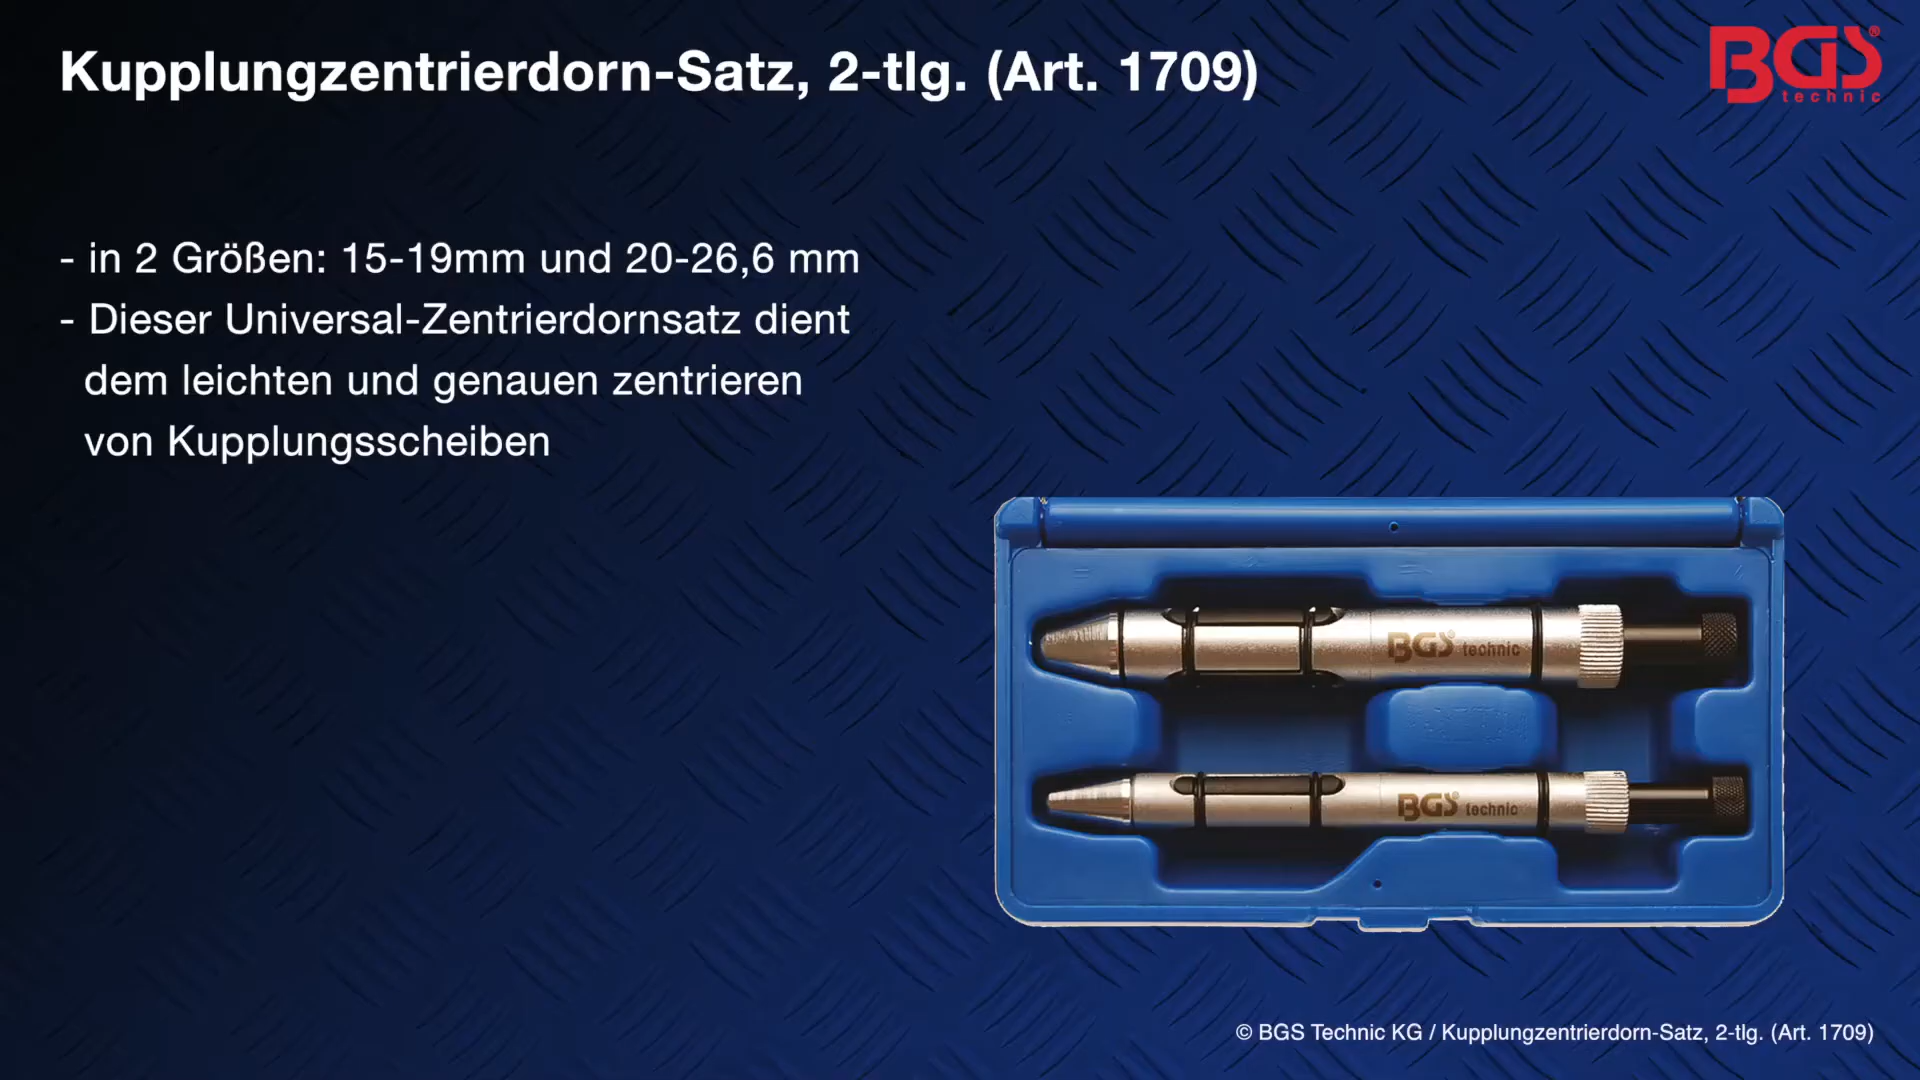 Kupplungzentrierdorn-Satz, 2-tlg. (Art. 1709)
BGS®
technic
- in 2 Größen: 15-19mm und 20-26,6 mm
- Dieser Universal-Zentrierdornsatz dient
dem leichten und genauen zentrieren
von Kupplungsscheiben
BGS® technic
BGS® technic
© BGS Technic KG / Kupplungzentrierdorn-Satz, 2-tlg. (Art. 1709)